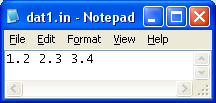 dat1.in - Notepad
File Edit Format View Help
1.2 2.3 3.4